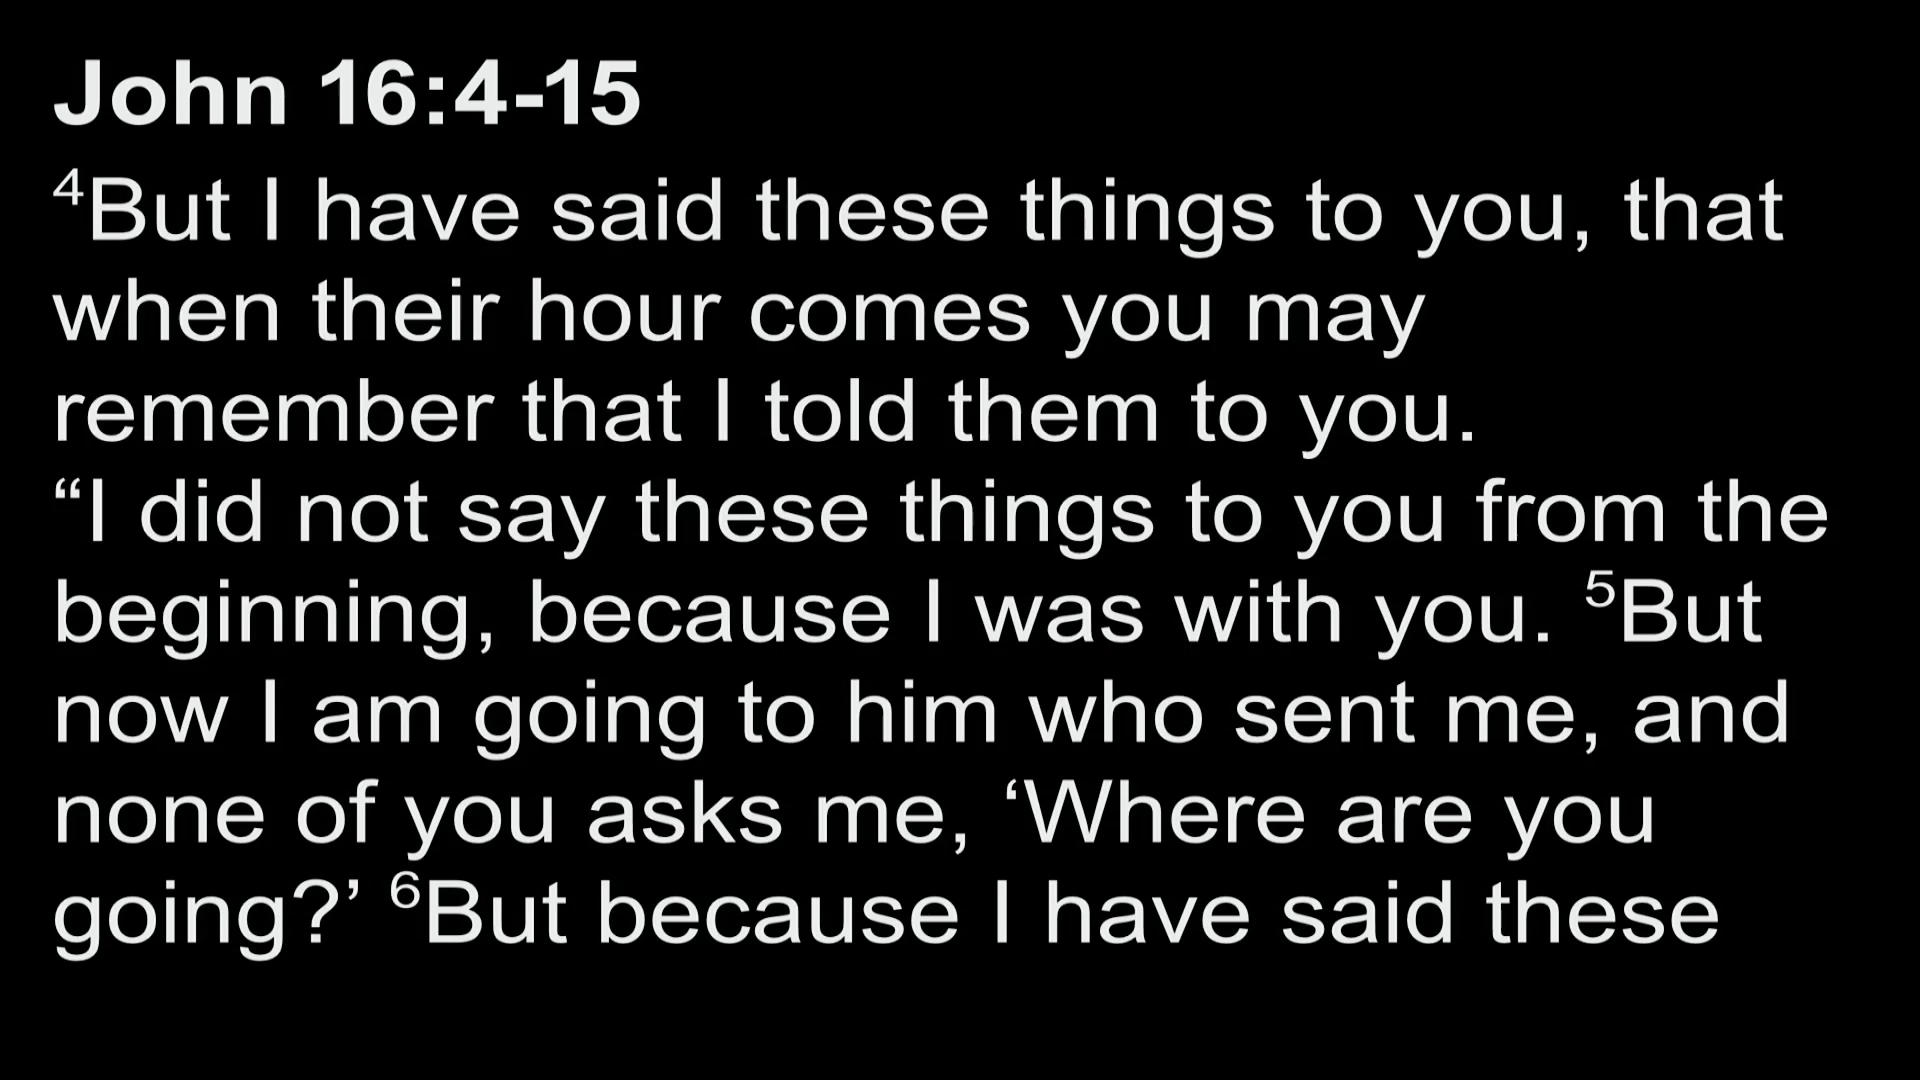 John 16:4-15
⁴But I have said these things to you, that
when their hour comes you may
remember that I told them to you.
“I did not say these things to you from the
beginning, because I was with you. ⁵But
now I am going to him who sent me, and
none of you asks me, ‘Where are you
going?’ ⁶But because I have said these